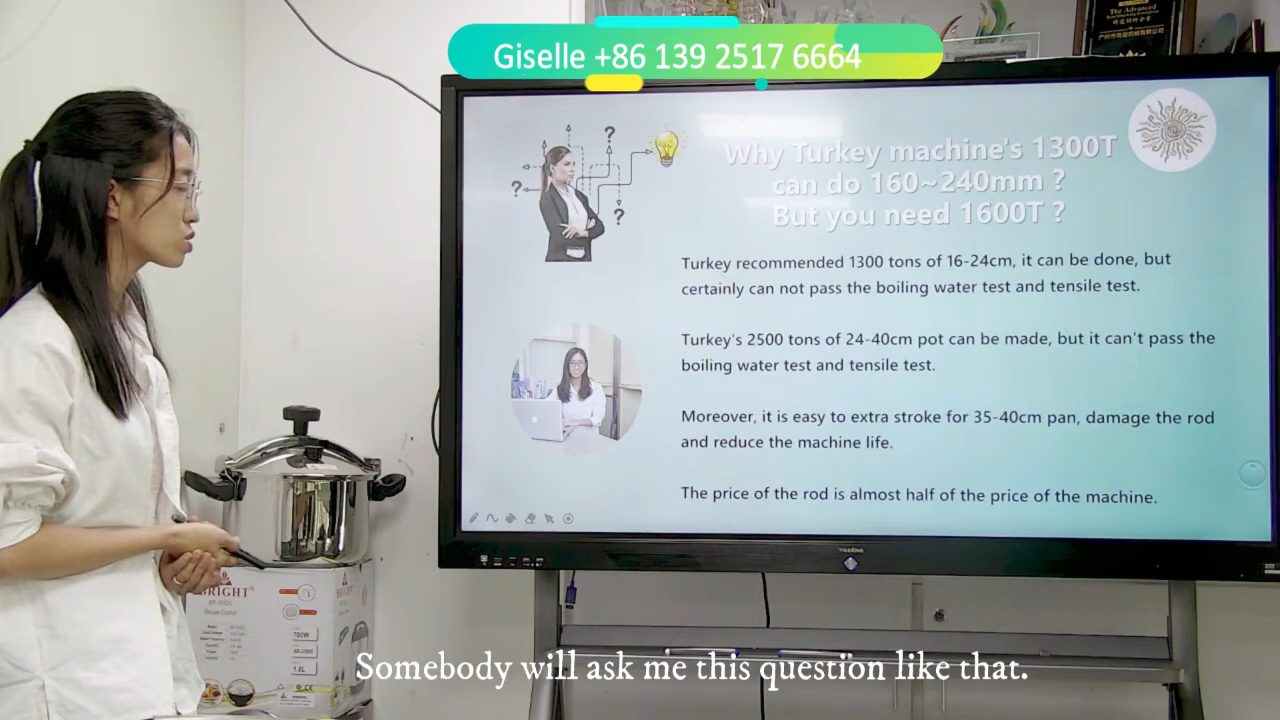 The Advanced
Giselle +86 139 2517 6664
Why Turkey machine's 1300T
can do 160~240mm ?
But you need 1600T ?
Turkey recommended 1300 tons of 16-24cm, it can be done, but
certainly can not pass the boiling water test and tensile test.
Turkey's 2500 tons of 24-40cm pot can be made, but it can't pass the
boiling water test and tensile test.
Moreover, it is easy to extra stroke for 35-40cm pan, damage the rod
and reduce the machine life.
The price of the rod is almost half of the price of the machine.
BRIGHT
700W
1.0L
Somebody will ask me this question like that.